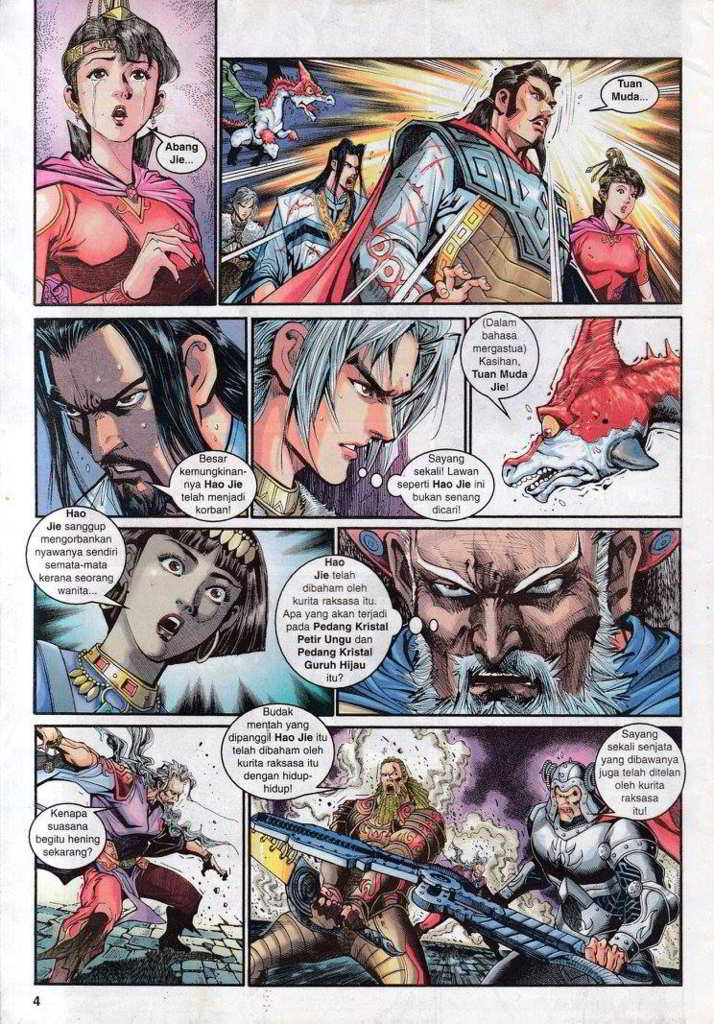 Abang
Jie...
Tuan
Muda...
Besar
kemungkinan-
nya Hao Jie
telah menjadi
korban!
Sayang
sekali! Lawan
seperti Hao Jie ini
bukan senang
dicari!
(Dalam
bahasa
mergastua)
Kasihan,
Tuan Muda
Jie!
Hao
Jie sanggup
mengorbankan
nyawanya sendiri
semata-mata
kerana seorang
wanita...
Hao
Jie telah
dibaham oleh
kurita raksasa itu.
Apa yang akan terjadi
pada Pedang Kristal
Petir Ungu dan
Pedang Kristal
Guruh Hijau
itu?
Kenapa
suasana
begitu hening
sekarang?
Budak
mentah yang
dipanggil Hao Jie itu
telah dibaham oleh
kurita raksasa itu
dengan hidup-
hidup!
Sayang
sekali senjata
yang dibawanya
juga telah ditelan
oleh kurita
raksasa
itu!
4